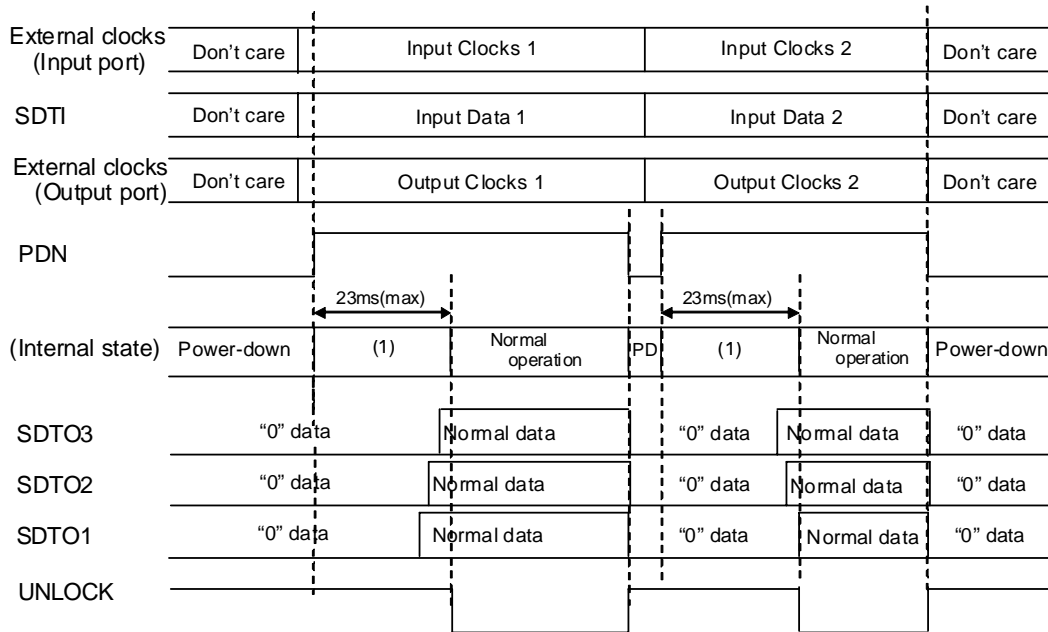 External clocks
(Input port)
Don't care
Input Clocks 1
Input Clocks 2
Don't care
SDTI
Don't care
Input Data 1
Input Data 2
Don't care
External clocks
(Output port)
Don't care
Output Clocks 1
Output Clocks 2
Don't care
PDN
23ms(max)
23ms(max)
(Internal state)
Power-down
(1)
Normal
operation
PD
(1)
Normal
operation
Power-down
SDTO3
“0” data
Normal data
“0” data
Normal data
“0” data
SDTO2
“0” data
Normal data
“0” data
Normal data
“0” data
SDTO1
“0” data
Normal data
“0” data
Normal data
“0” data
UNLOCK